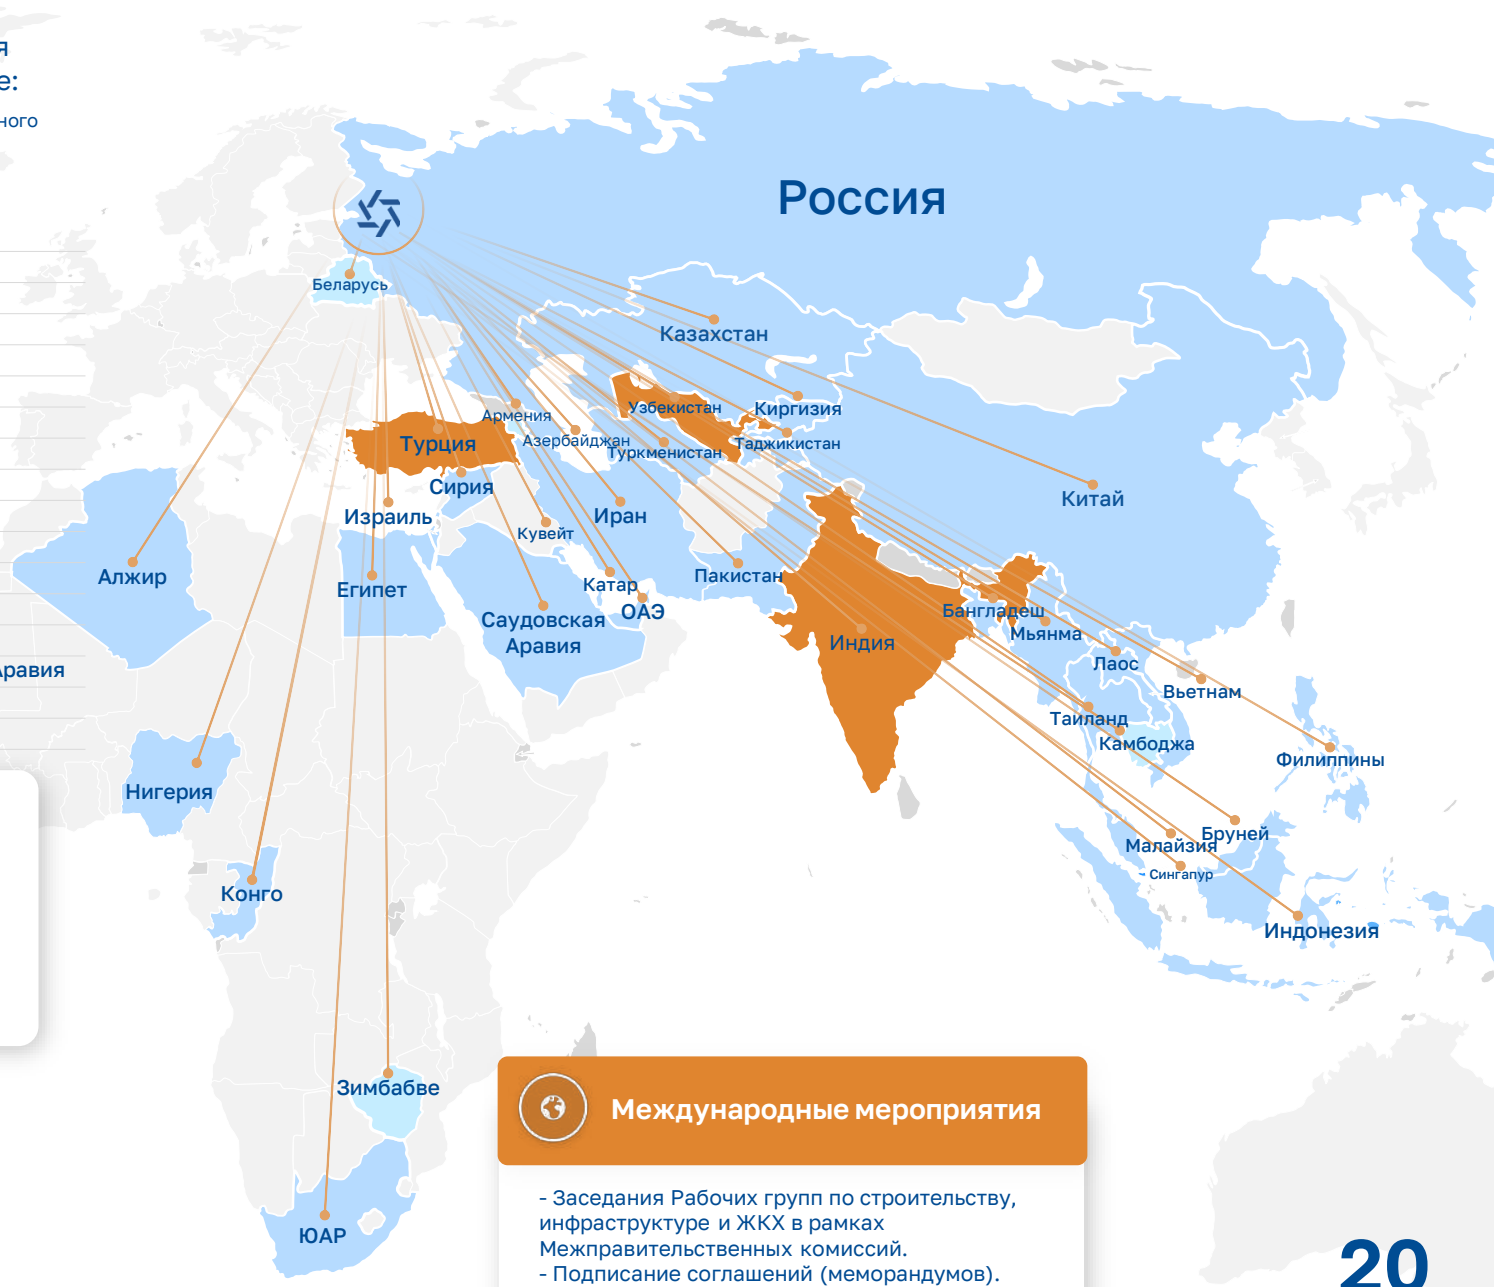 я
е:
ного
Россия
Беларусь
Казахстан
Армения
Узбекистан
Киргизия
Азербайджан
Турция
Туркменистан
Таджикистан
Сирия
Китай
Израиль
Иран
Кувейт
Алжир
Египет
Катар
Пакистан
ОАЭ
Бангладеш
Саудовская
Аравия
Индия
Мьянма
Лаос
Аравия
Вьетнам
Таиланд
Камбоджа
Филиппины
Нигерия
Бруней
Малайзия
Сингапур
Конго
Индонезия
Зимбабве
Международные мероприятия
- Заседания Рабочих групп по строительству,
инфраструктуре и ЖКХ в рамках
Межправительственных комиссий.
- Подписание соглашений (меморандумов).
ЮАР
20